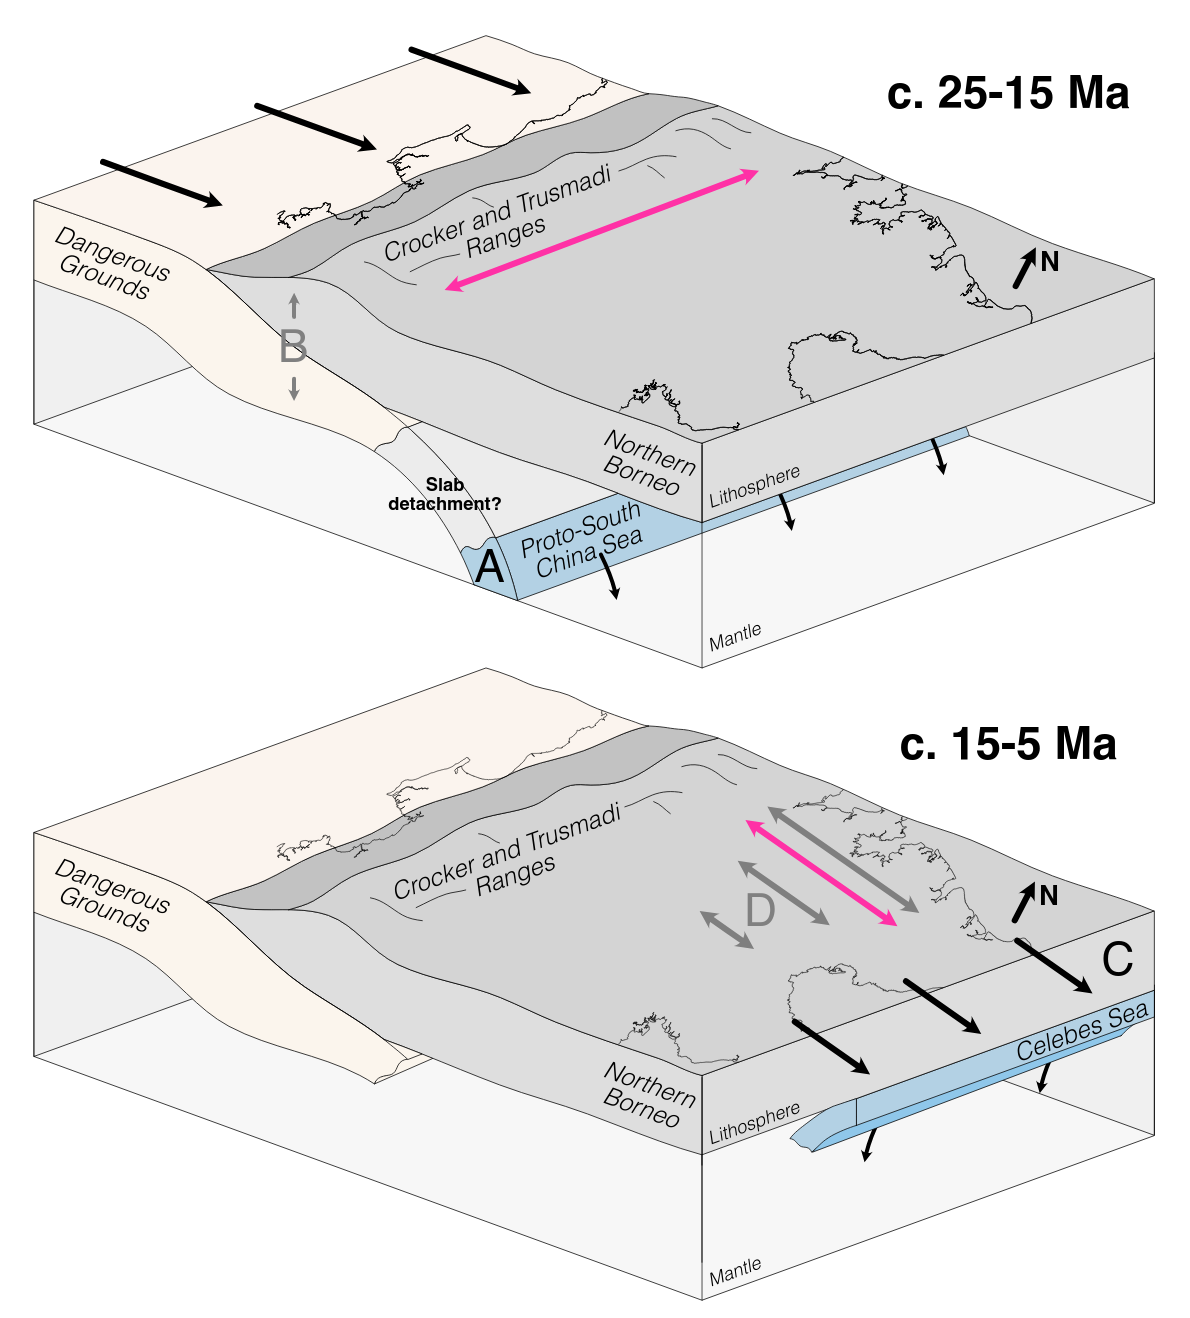 c. 25-15 Ma
Dangerous
Grounds
Crocker and Trusmadi
Ranges
N
B
Northern
Borneo
Lithosphere
Slab
detachment?
Proto-South
China Sea
A
Mantle
c. 15-5 Ma
Dangerous
Grounds
Crocker and Trusmadi
Ranges
N
D
C
Celebes Sea
Northern
Borneo
Lithosphere
Mantle